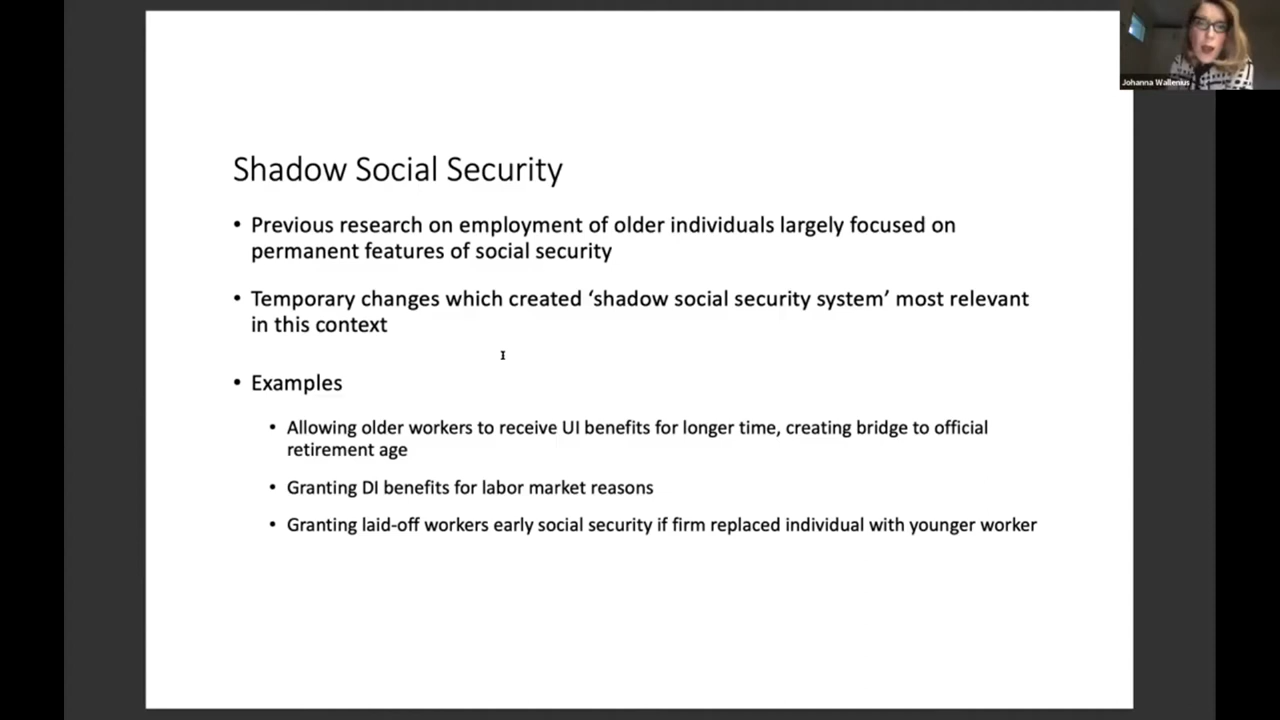 Johanna Wallenius
Shadow Social Security
• Previous research on employment of older individuals largely focused on
permanent features of social security
• Temporary changes which created ‘shadow social security system’ most relevant
in this context
• Examples
• Allowing older workers to receive UI benefits for longer time, creating bridge to official
retirement age
• Granting DI benefits for labor market reasons
• Granting laid-off workers early social security if firm replaced individual with younger worker